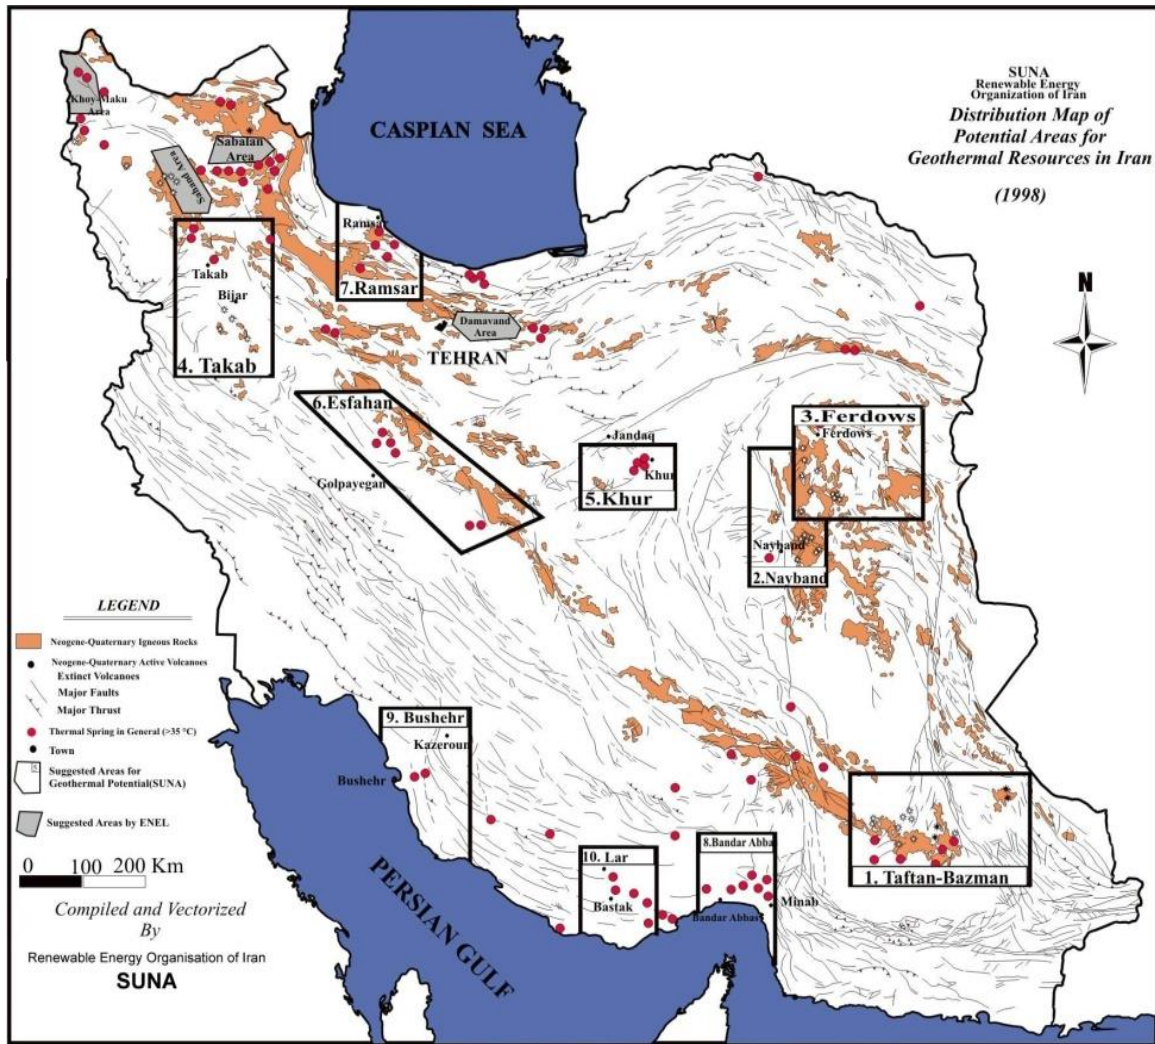 SUNA
Renewable Energy
Organization of Iran
Distribution Map of
Potential Areas for
Geothermal Resources in Iran
(1998)
N
CASPIAN SEA
Khoy-Maku
Area
Sabalan
Area
Sahand Area
Ramsar
7.Ramsar
Takab
Bijar
4. Takab
Damavand
Area
TEHRAN
6.Esfahan
Golpayegan
Jandaq
Khur
5.Khur
3.Ferdows
Ferdows
Nayband
2.Nayband
LEGEND
Neogene-Quaternary Igneous Rocks
Neogene-Quaternary Active Volcanoes
Extinct Volcanoes
Major Faults
Major Thrust
Thermal Spring in General (>35 °C)
Town
Suggested Areas for
Geothermal Potential(SUNA)
Suggested Areas by ENEL
0 100 200 Km
Compiled and Vectorized
By
Renewable Energy Organisation of Iran
SUNA
9. Bushehr
Kazeroun
Bushehr
PERSIAN GULF
10. Lar
Bastak
8.Bandar Abba
Bandar Abbas
Minab
1. Taftan-Bazman